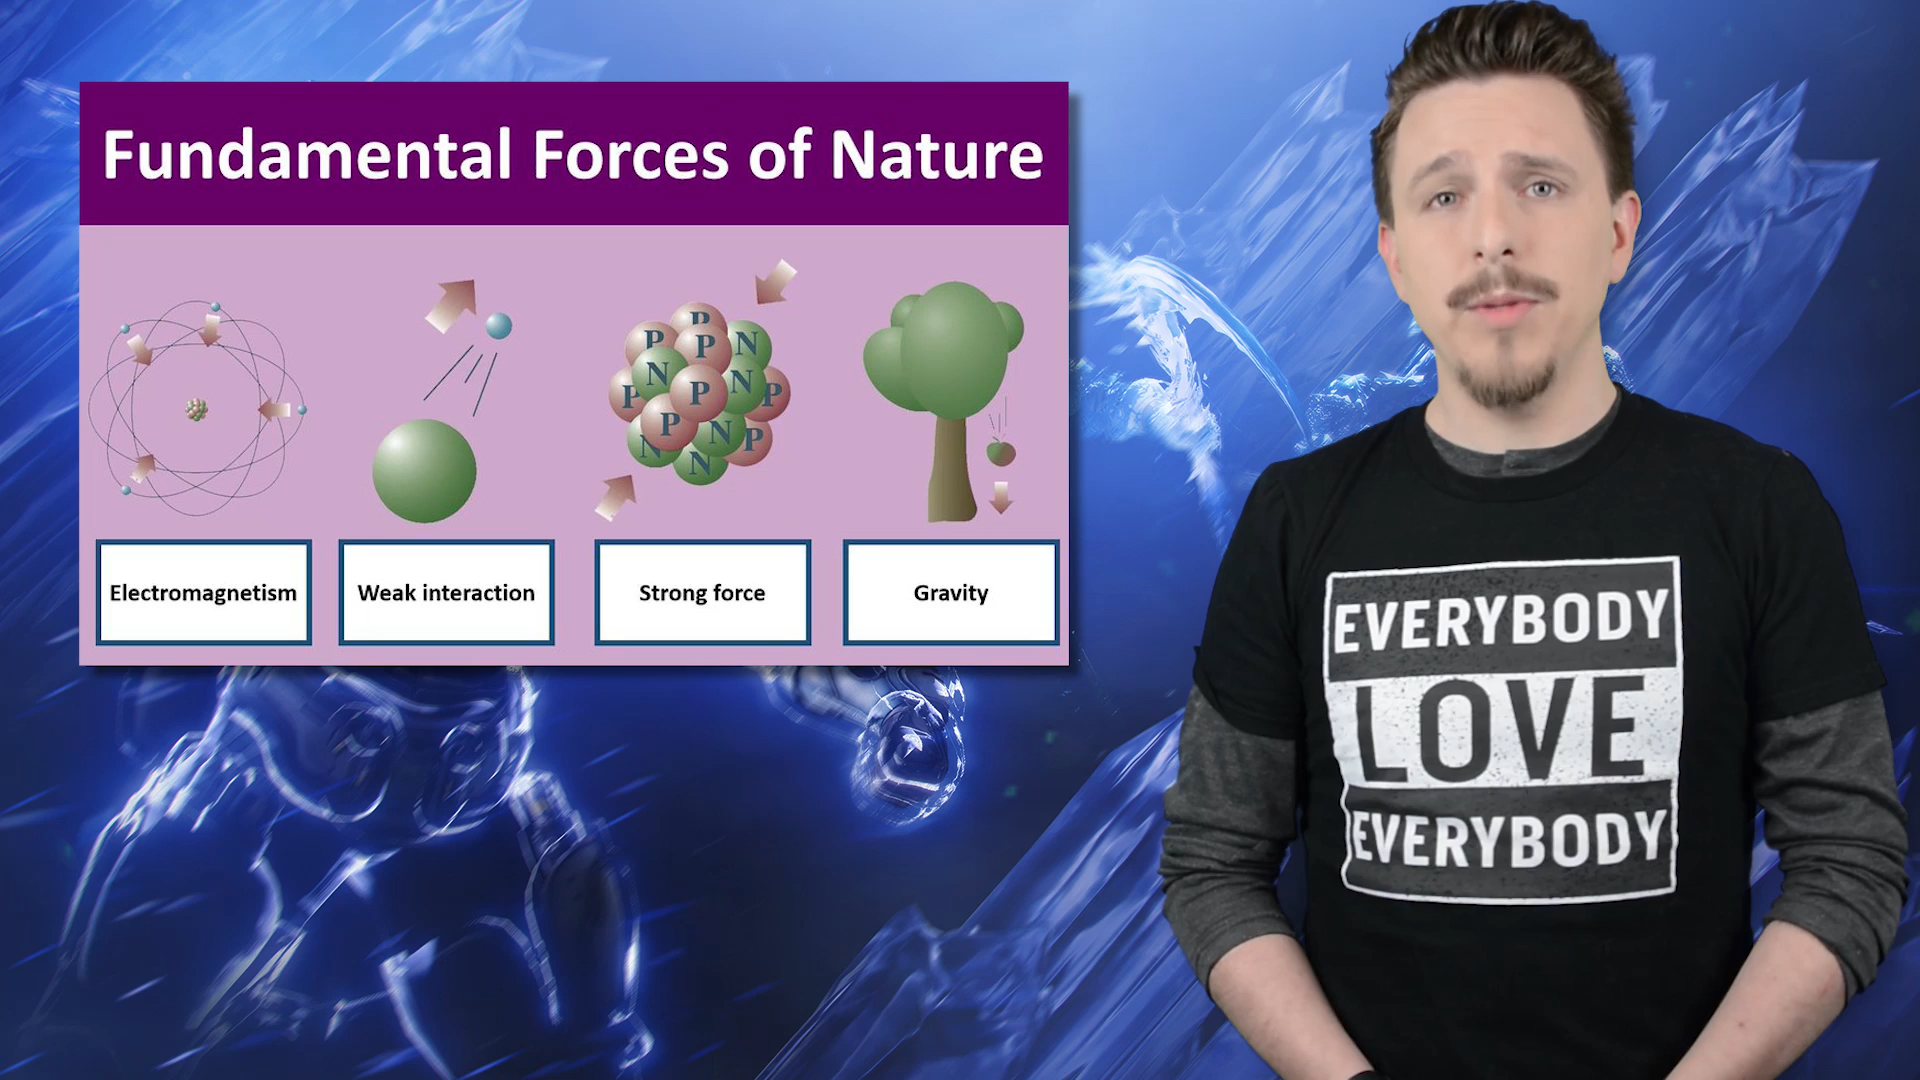 Fundamental Forces of Nature
P
P P N
N N
P P P
P N P
N
N
Electromagnetism
Weak interaction
Strong force
Gravity
EVERYBODY
LOVE
EVERYBODY